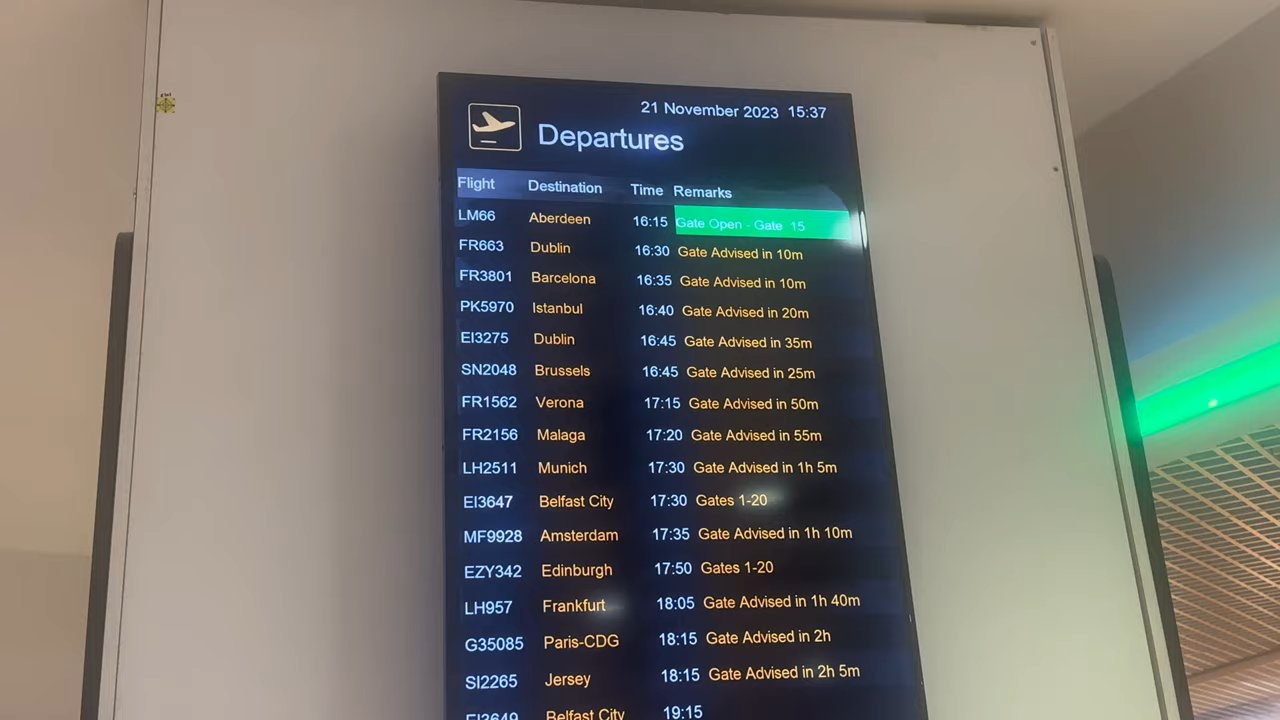 21 November 2023 15:37
Departures
Flight Destination Time Remarks
LM66 Aberdeen 16:15 Gate Open - Gate 15
FR663 Dublin 16:30 Gate Advised in 10m
FR3801 Barcelona 16:35 Gate Advised in 10m
PK5970 Istanbul 16:40 Gate Advised in 20m
EI3275 Dublin 16:45 Gate Advised in 35m
SN2048 Brussels 16:45 Gate Advised in 25m
FR1562 Verona 17:15 Gate Advised in 50m
FR2156 Malaga 17:20 Gate Advised in 55m
LH2511 Munich 17:30 Gate Advised in 1h 5m
EI3647 Belfast City 17:30 Gates 1-20
MF9928 Amsterdam 17:35 Gate Advised in 1h 10m
EZY342 Edinburgh 17:50 Gates 1-20
LH957 Frankfurt 18:05 Gate Advised in 1h 40m
G35085 Paris-CDG 18:15 Gate Advised in 2h
SI2265 Jersey 18:15 Gate Advised in 2h 5m
EI3649 Belfast City 19:15